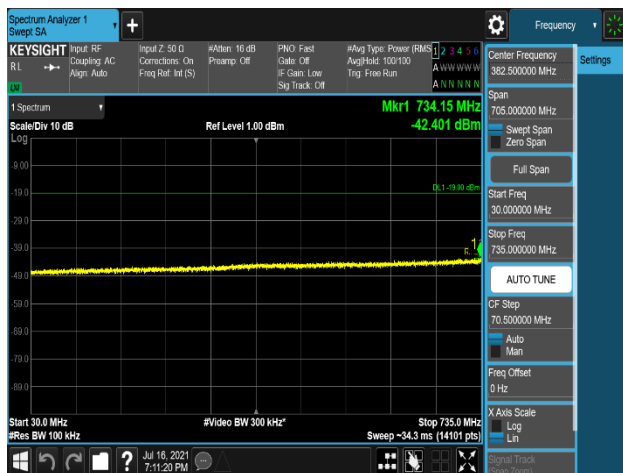 Spectrum Analyzer 1
Swept SA
Frequency
KEYSIGHT
Input: RF
Input Z: 50 Ω
#Atten: 16 dB
PNO: Fast
#Avg Type: Power (RMS
1 2 3 4 5 6
RL
Coupling: AC
Corrections: On
Preamp: Off
Gate: Off
Avg|Hold: 100/100
A W W W W W
Align: Auto
Freq Ref: Int (S)
IF Gain: Low
Trig: Free Run
Sig Track: Off
A N N N N N
Center Frequency
382.500000 MHz
Settings
Span
705.000000 MHz
Swept Span
Zero Span
Full Span
Start Freq
30.000000 MHz
Stop Freq
735.000000 MHz
AUTO TUNE
CF Step
70.500000 MHz
Auto
Man
Freq Offset
0 Hz
X Axis Scale
Log
Lin
Signal Track
(Span Zoom)
1 Spectrum
Mkr1 734.15 MHz
Scale/Div 10 dB
Ref Level 1.00 dBm
-42.401 dBm
Log
-9.00
-19.0
DL1 -19.00 dBm
-29.0
-39.0
1
-49.0
-59.0
-69.0
-79.0
-89.0
Start 30.0 MHz
#Video BW 300 kHz*
Stop 735.0 MHz
#Res BW 100 kHz
Sweep ~34.3 ms (14101 pts)
?
Jul 16, 2021
7:11:20 PM